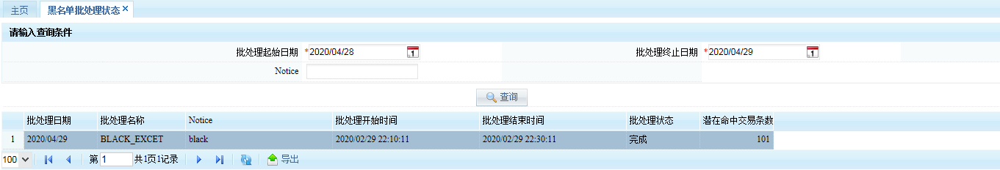 主页 黑名单批处理状态 ×
请输入查询条件
批处理起始日期 *2020/04/28 1 批处理终止日期 *2020/04/29 1
Notice
查询
批处理日期 批处理名称 Notice 批处理开始时间 批处理结束时间 批处理状态 潜在命中交易条数
1 2020/04/29 BLACK_EXCET black 2020/02/29 22:10:11 2020/02/29 22:30:11 完成 101
100 第 1 共1页1记录 导出